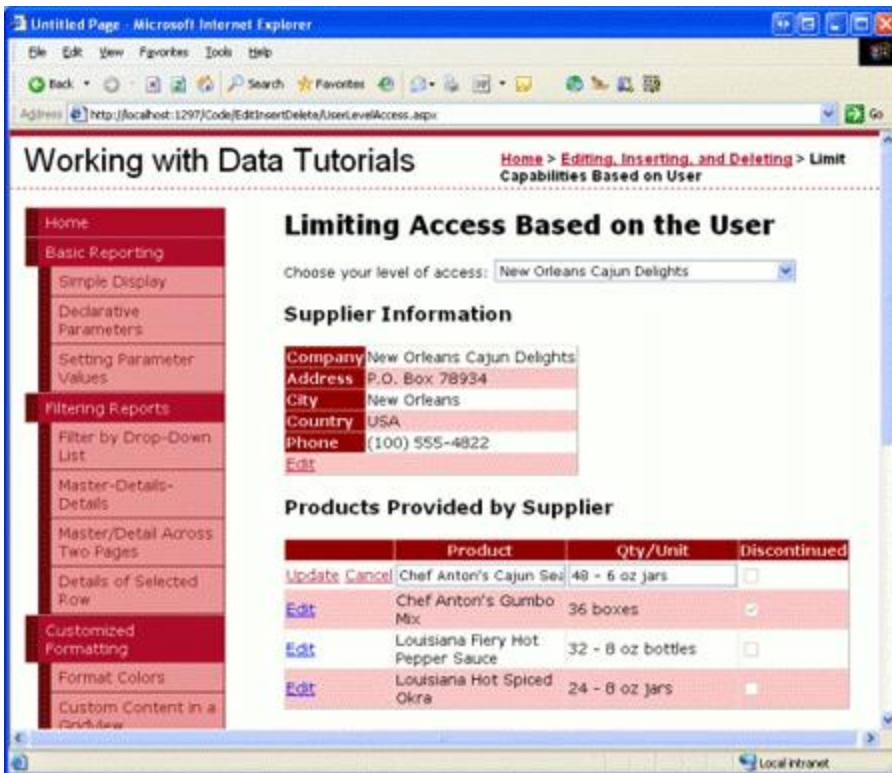 Untitled Page - Microsoft Internet Explorer
File Edit View Favorites Tools Help
Back Search Favorites
Address http://localhost:1297/Code/EditInsertDelete/UserLevelAccess.aspx Go
Working with Data Tutorials
Home > Editing, Inserting, and Deleting > Limit
Capabilities Based on User
Home
Basic Reporting
Simple Display
Declarative
Parameters
Setting Parameter
Values
Filtering Reports
Filter by Drop-Down
List
Master-Details-
Details
Master/Detail Across
Two Pages
Details of Selected
Row
Customized
Formatting
Format Colors
Custom Content in a
GridView
Limiting Access Based on the User
Choose your level of access: New Orleans Cajun Delights
Supplier Information
Company New Orleans Cajun Delights
Address P.O. Box 78934
City New Orleans
Country USA
Phone (100) 555-4822
Edit
Products Provided by Supplier
Product Qty/Unit Discontinued
Update Cancel Chef Anton's Cajun Sea 48 - 6 oz jars
Edit Chef Anton's Gumbo
Mix 36 boxes
Edit Louisiana Fiery Hot
Pepper Sauce 32 - 8 oz bottles
Edit Louisiana Hot Spiced
Okra 24 - 8 oz jars
Local intranet